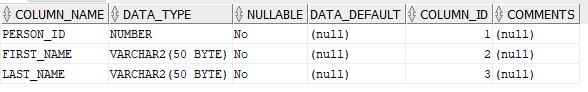 COLUMN_NAME DATA_TYPE NULLABLE DATA_DEFAULT COLUMN_ID COMMENTS
PERSON_ID NUMBER No (null) 1 (null)
FIRST_NAME VARCHAR2(50 BYTE) No (null) 2 (null)
LAST_NAME VARCHAR2(50 BYTE) No (null) 3 (null)